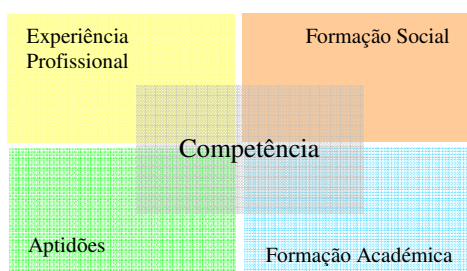 Experiência
Profissional
Formação Social
Competência
Aptidões
Formação Académica